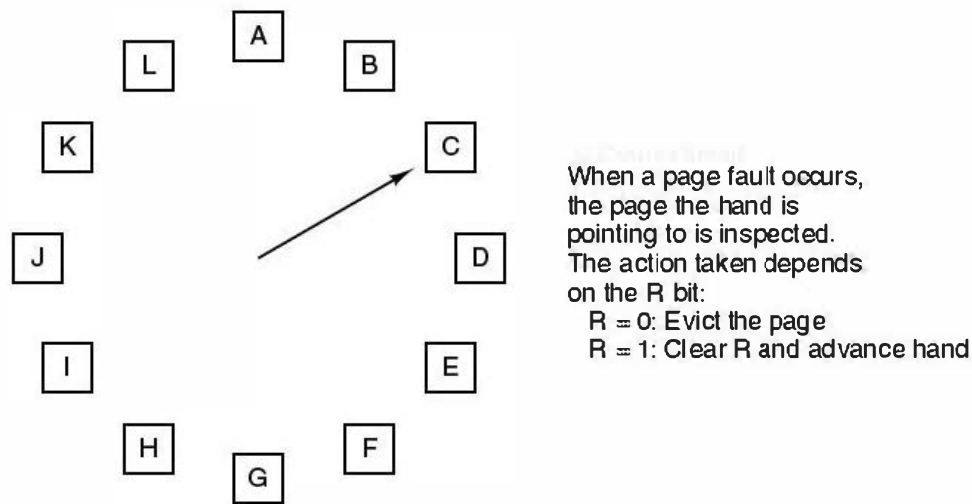 A
L
B
K
C
J
D
I
E
H
F
G
When a page fault occurs,
the page the hand is
pointing to is inspected.
The action taken depends
on the R bit:
R = 0: Evict the page
R = 1: Clear R and advance hand